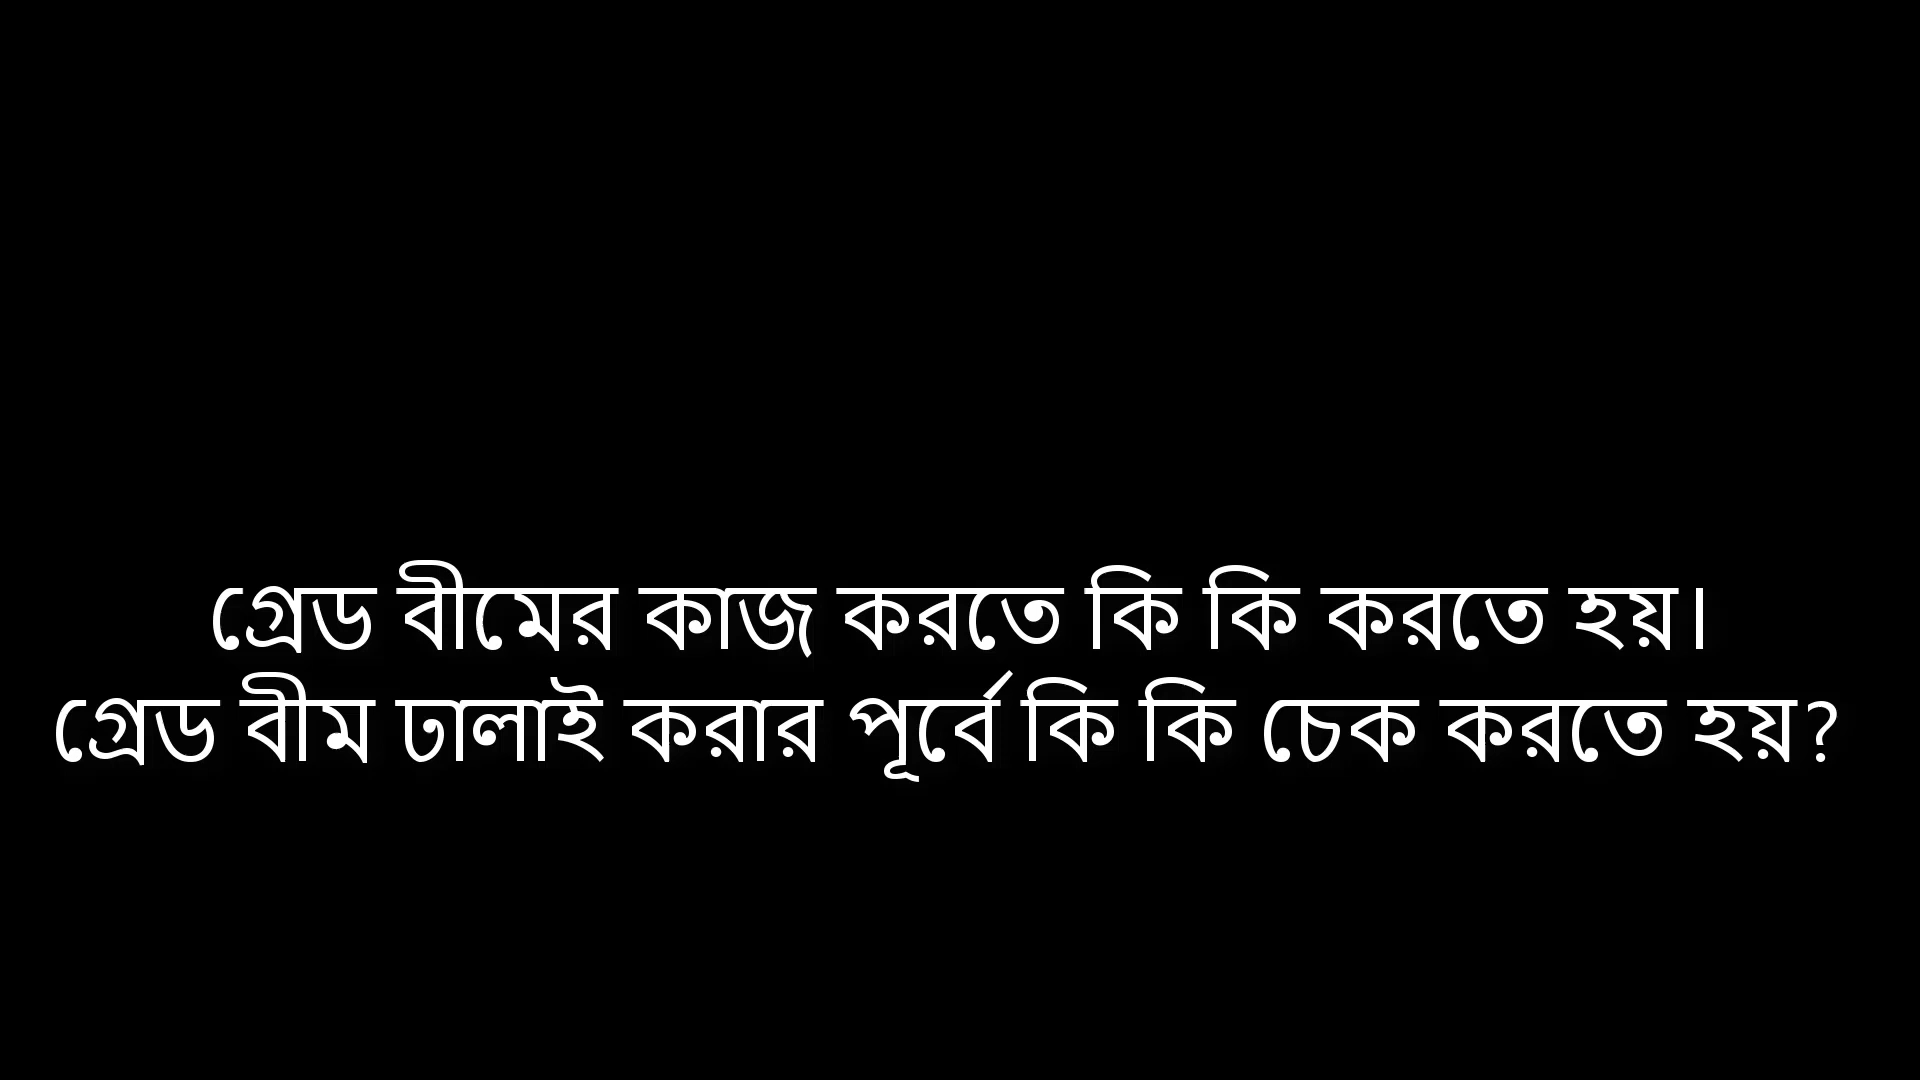 গ্রেড বীমের কাজ করতে কি কি করতে হয়।
গ্রেড বীম ঢালাই করার পূর্বে কি কি চেক করতে হয়?